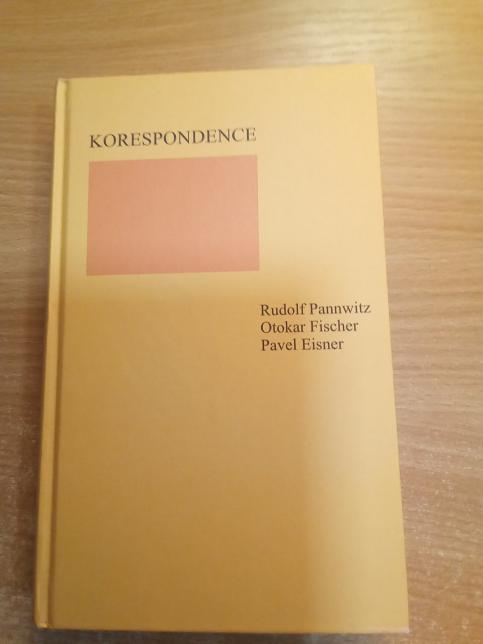 KORESPONDENCE
Rudolf Pannwitz
Otokar Fischer
Pavel Eisner